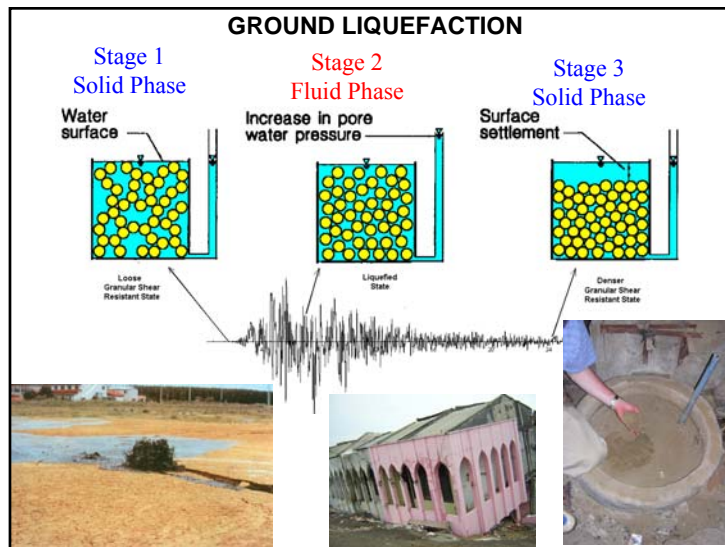 GROUND LIQUEFACTION
Stage 1
Solid Phase
Stage 2
Fluid Phase
Stage 3
Solid Phase
Water
surface
Increase in pore
water pressure
Surface
settlement
Loose
Granular Shear
Resistant State
Liquefied
State
Denser
Granular Shear
Resistant State